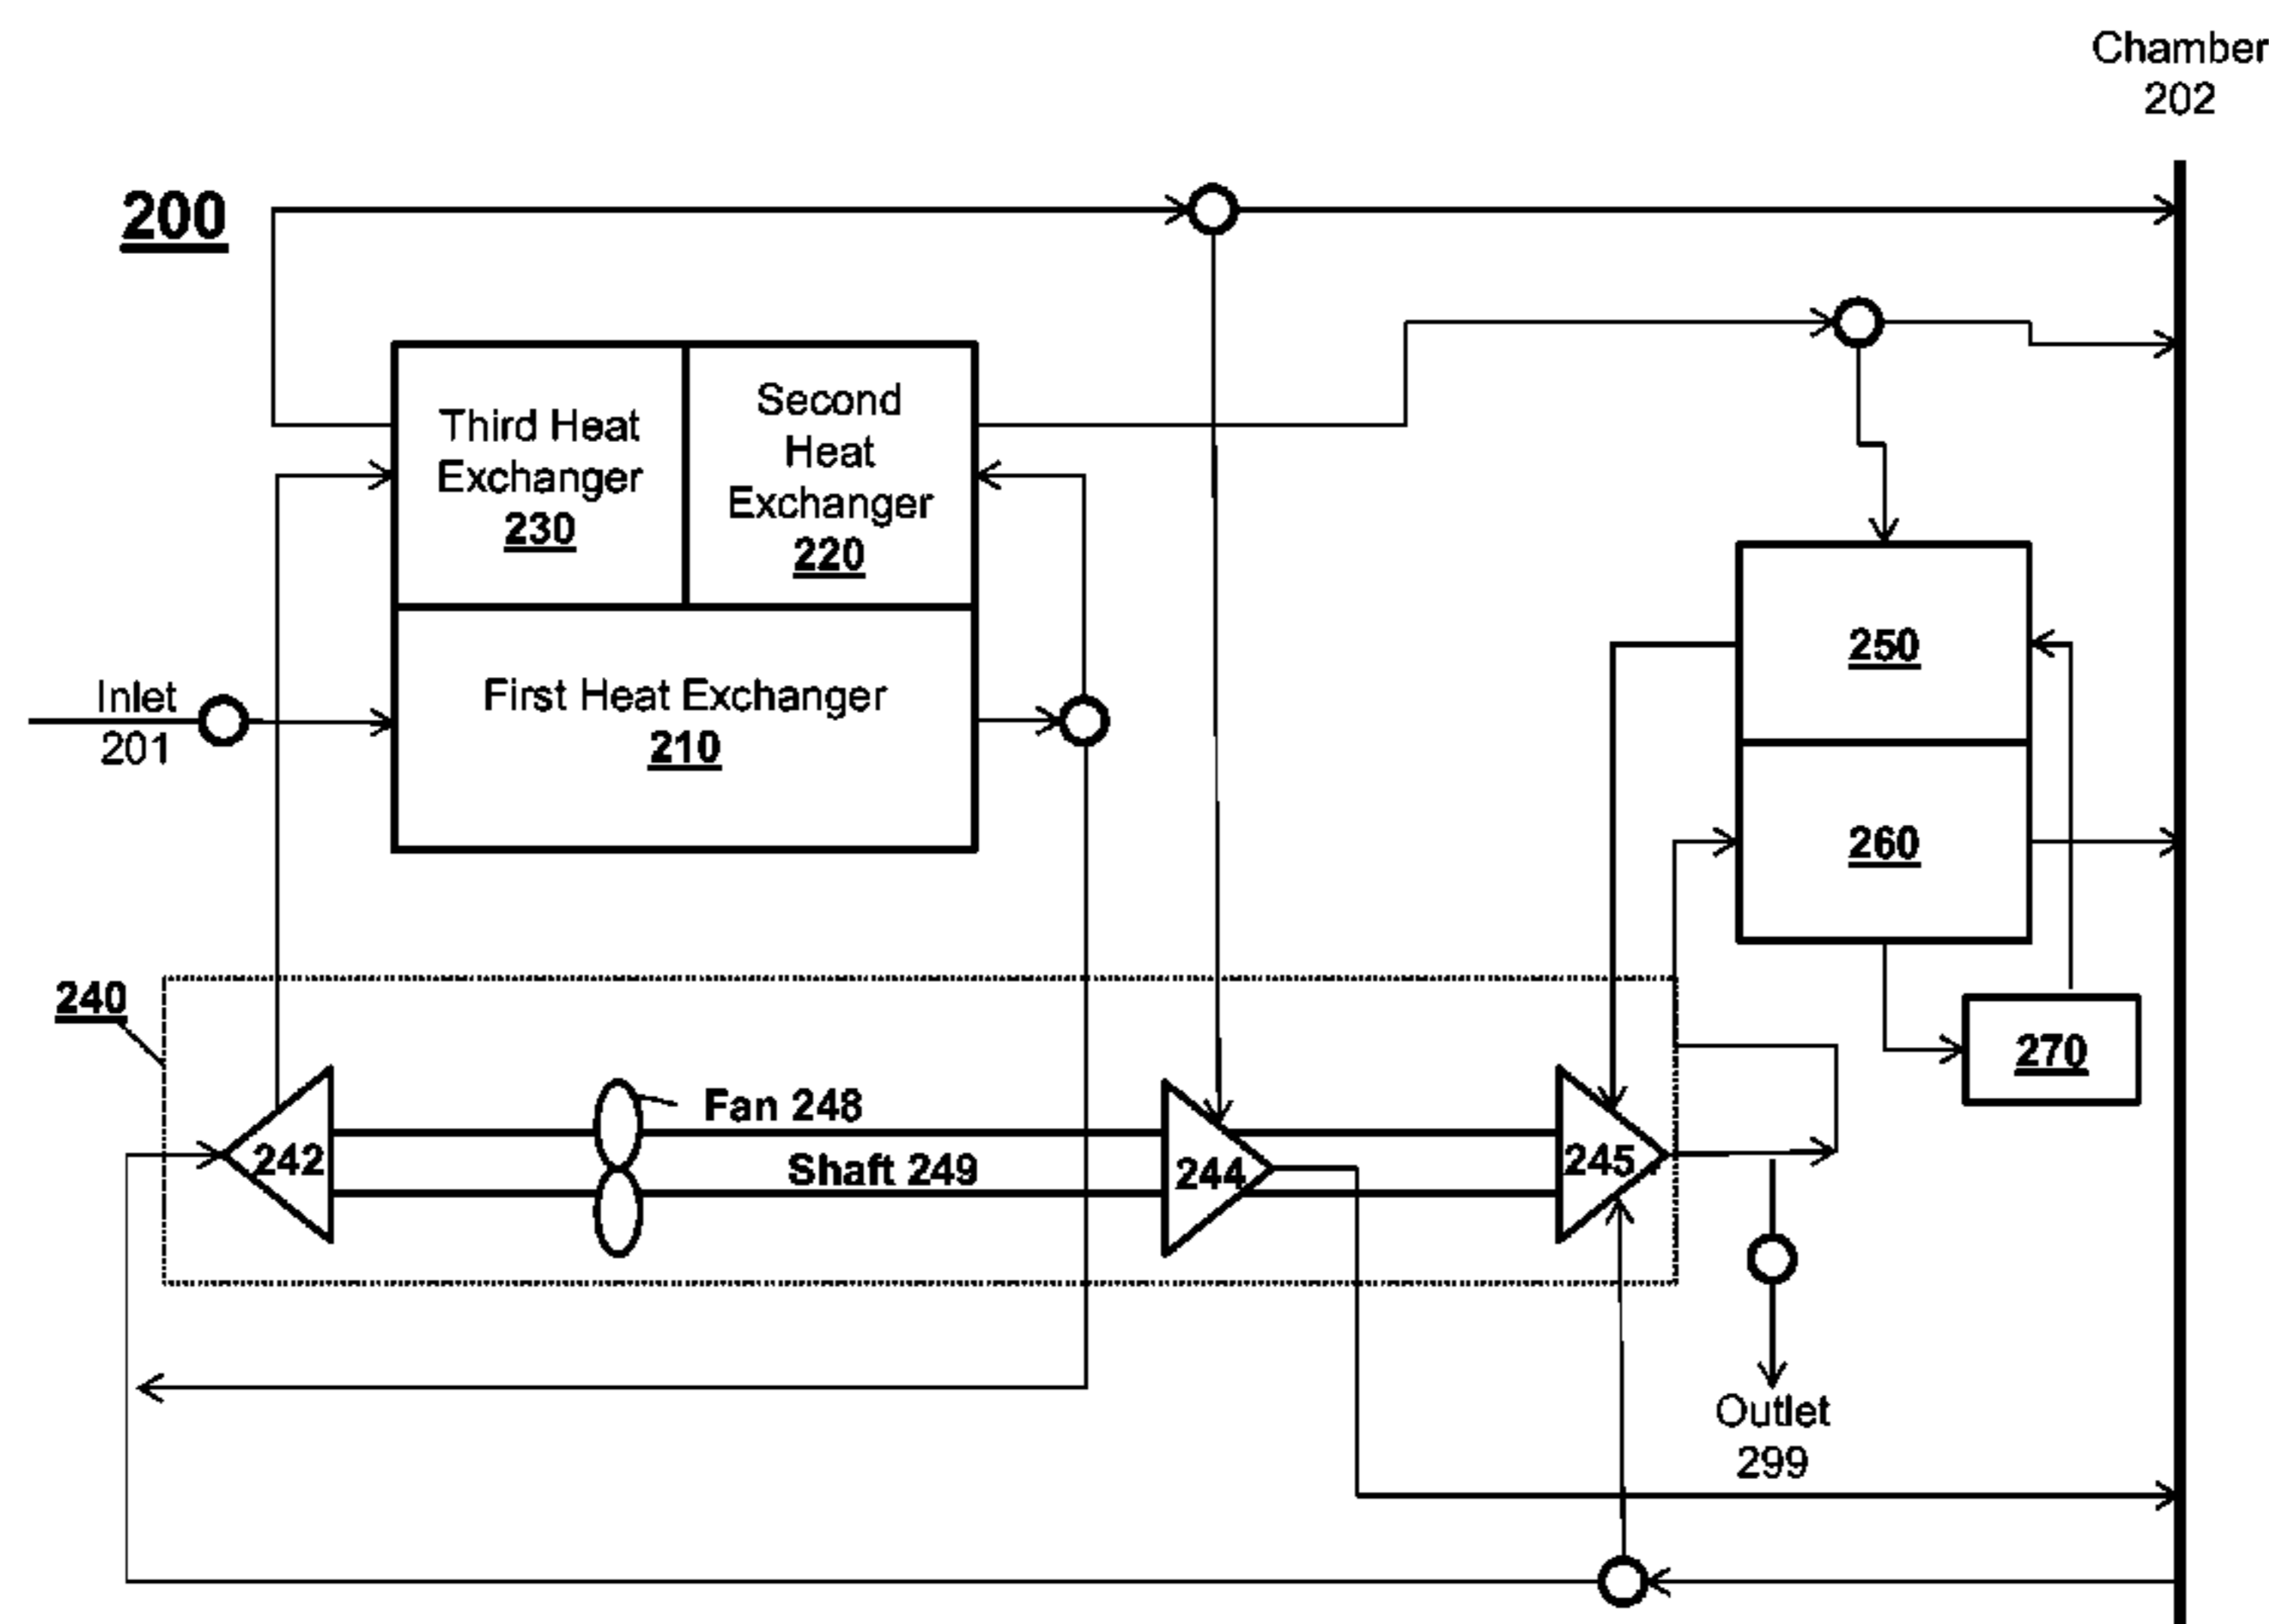 Chamber
202
200
Third Heat
Exchanger
230
Second
Heat
Exchanger
220
Inlet
201
First Heat Exchanger
210
250
260
270
240
242
Fan 248
Shaft 249
244
245
Outlet
299